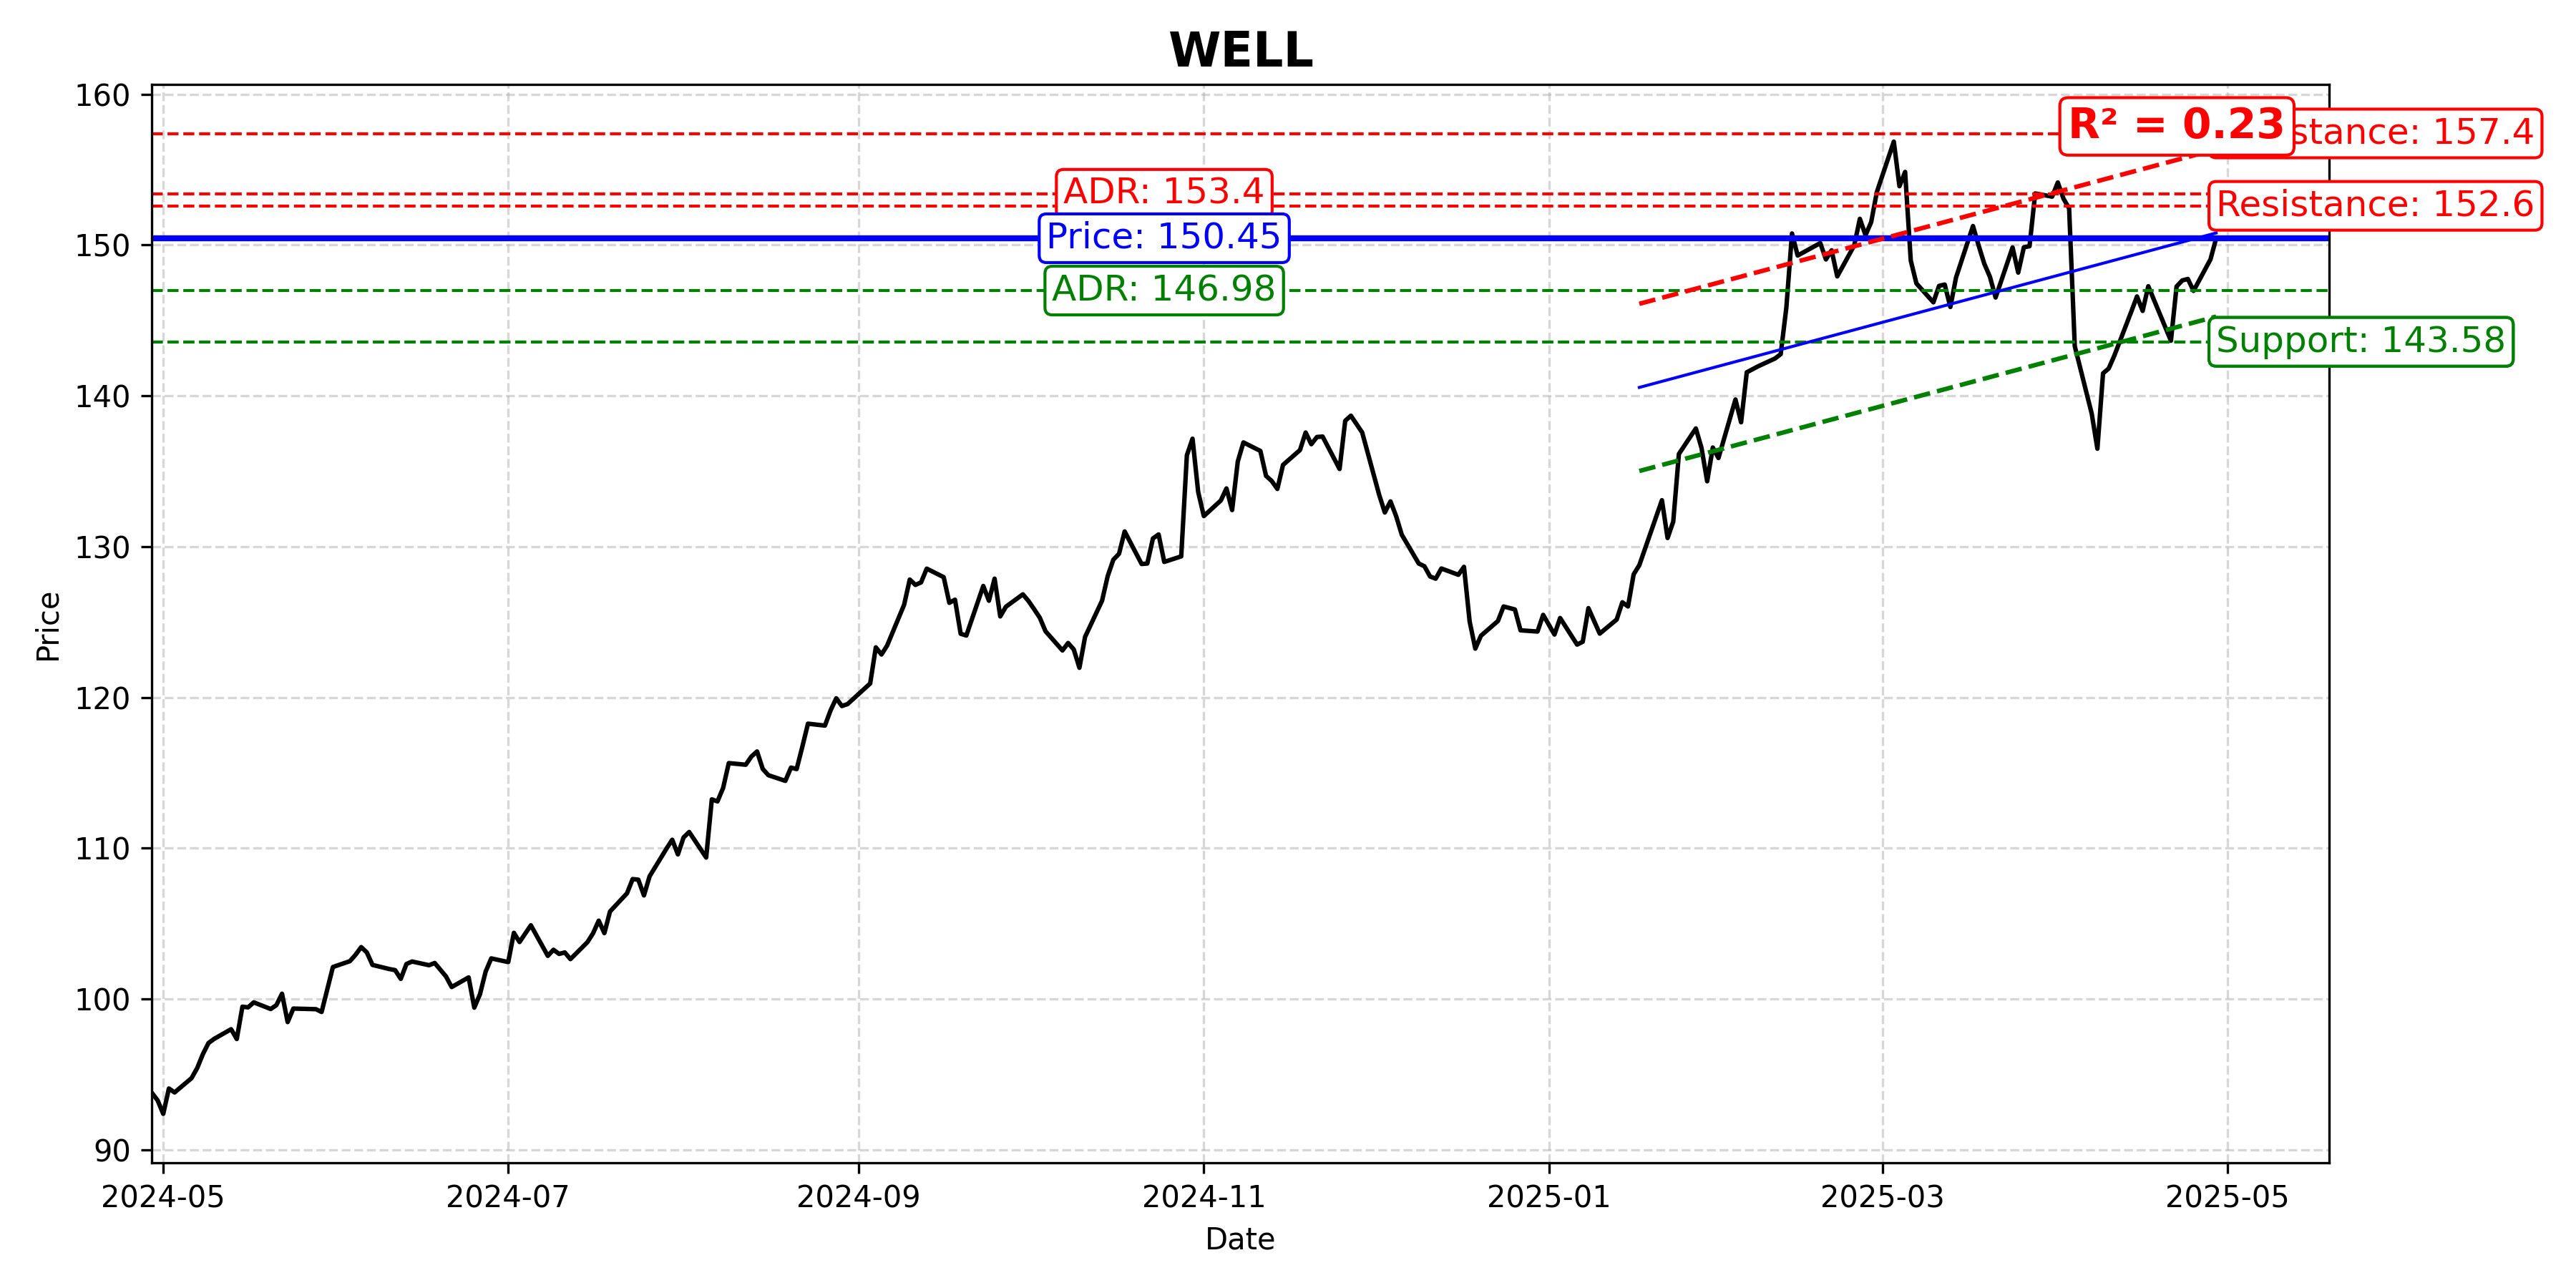 WELL
160
150
140
130
120
110
100
90
Price
R² = 0.23
stance: 157.4
ADR: 153.4
Resistance: 152.6
Price: 150.45
ADR: 146.98
Support: 143.58
2024-05
2024-07
2024-09
2024-11
2025-01
2025-03
2025-05
Date